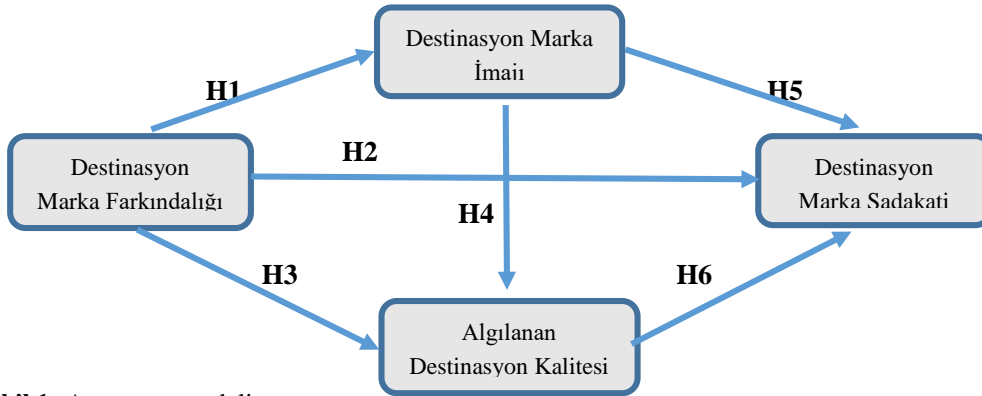 Destinasyon Marka
İmajı
H1
H5
Destinasyon
Marka Farkındalığı
H2
Destinasyon
Marka Sadakati
H4
H3
H6
Algılanan
Destinasyon Kalitesi